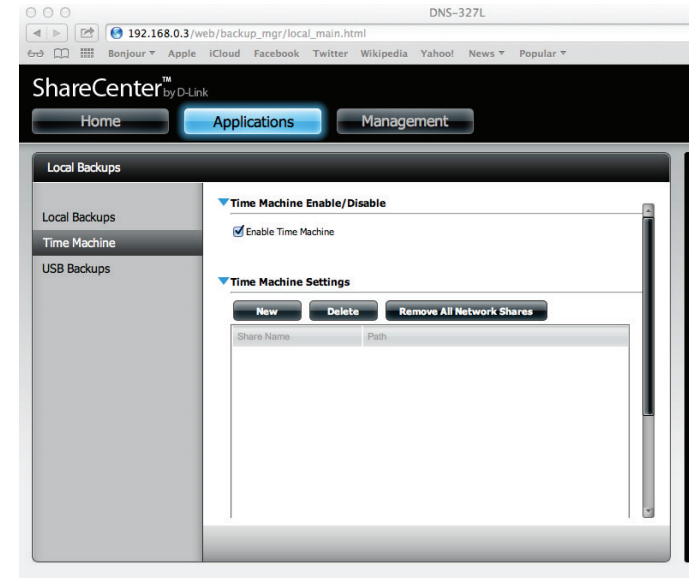 DNS-327L
192.168.0.3/web/backup_mgr/local_main.html
Bonjour Apple iCloud Facebook Twitter Wikipedia Yahoo! News Popular
ShareCenter™ by D-Link
Home Applications Management
Local Backups
Local Backups
Time Machine
USB Backups
Time Machine Enable/Disable
Enable Time Machine
Time Machine Settings
New Delete Remove All Network Shares
Share Name Path